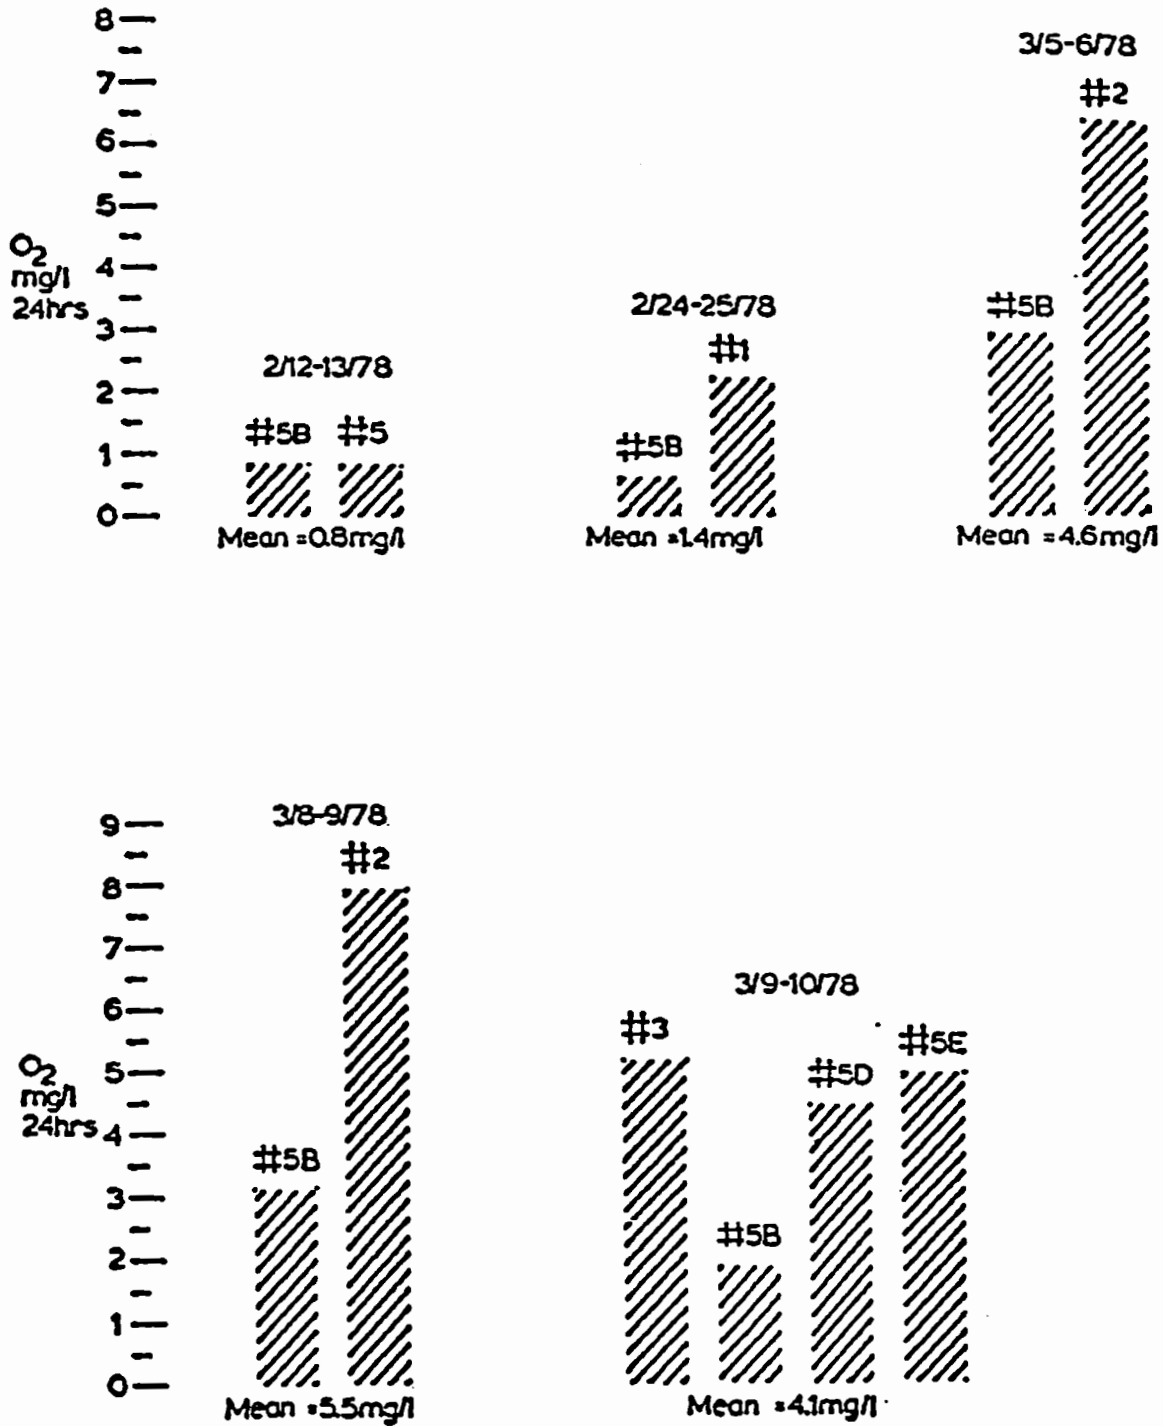 8
7
6
5
4
3
2
1
0
O2
mg/l
24hrs
2/12-13/78
#5B #5
Mean =0.8mg/l
2/24-25/78
#1
#5B
Mean =1.4mg/l
3/5-6/78
#2
#5B
Mean =4.6mg/l
9
8
7
6
5
4
3
2
1
0
O2
mg/l
24hrs
3/8-9/78
#2
#5B
Mean =5.5mg/l
3/9-10/78
#3
#5B
#5D
#5E
Mean =4.1mg/l